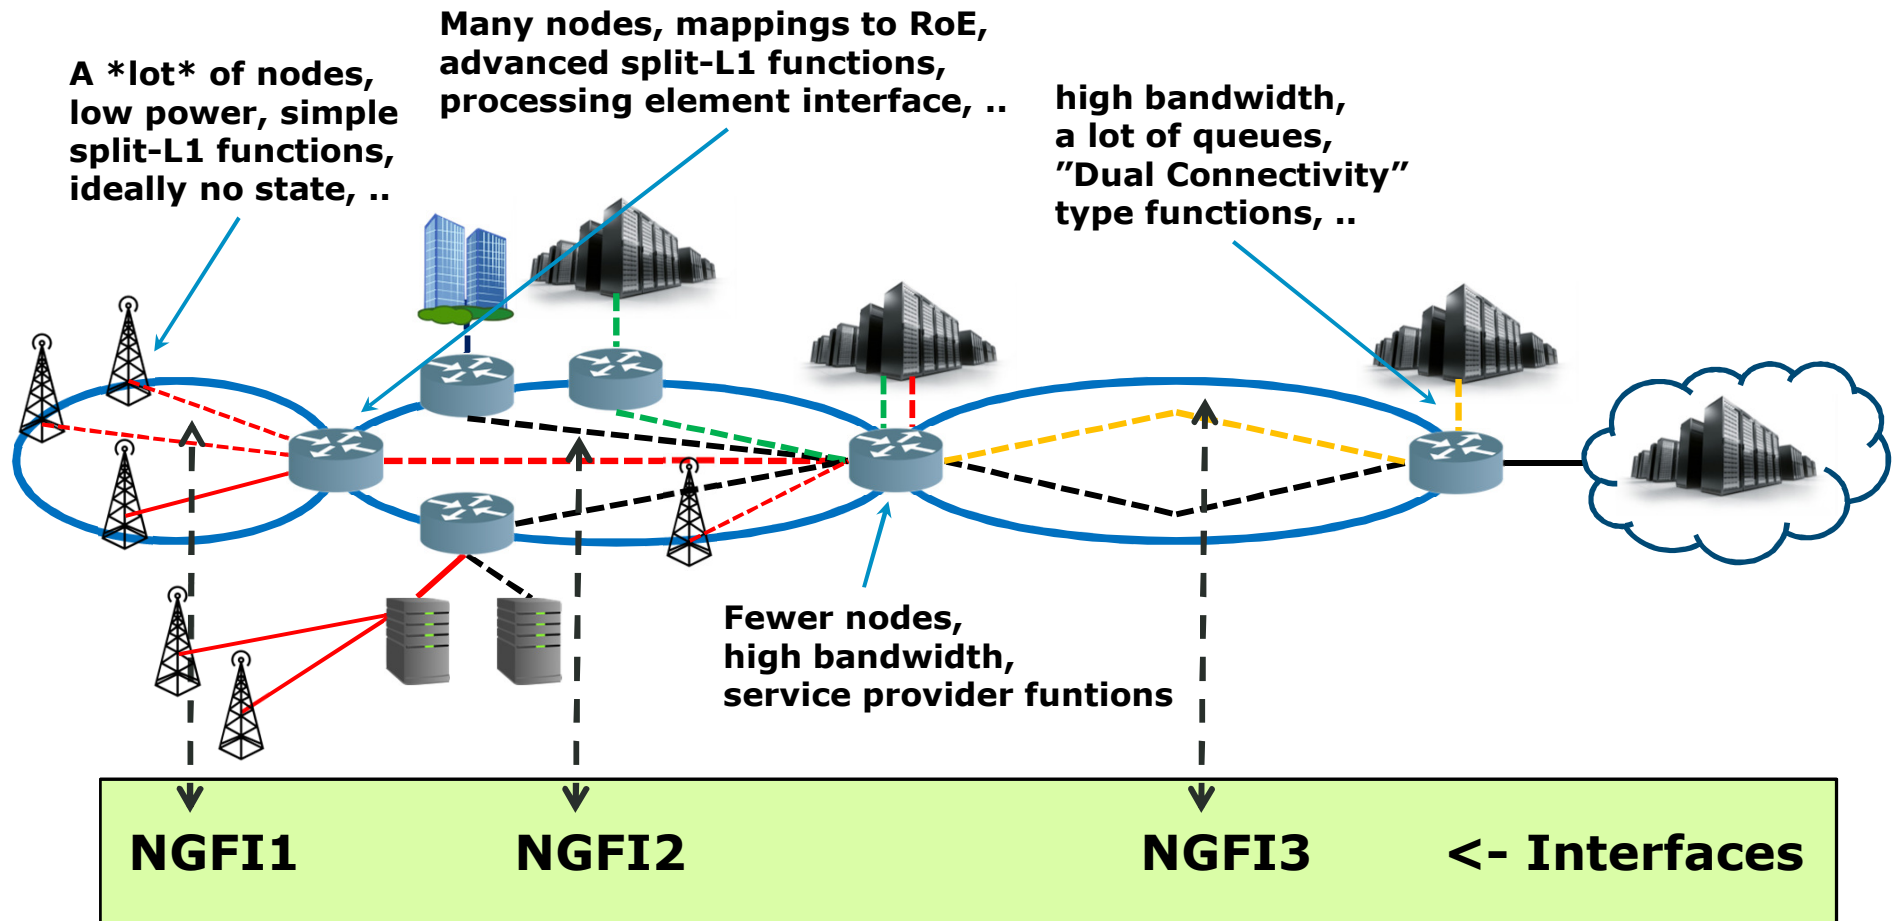 Many nodes, mappings to RoE,
advanced split-L1 functions,
processing element interface, ..
A *lot* of nodes,
low power, simple
split-L1 functions,
ideally no state, ..
high bandwidth,
a lot of queues,
”Dual Connectivity”
type functions, ..
Fewer nodes,
high bandwidth,
service provider funtions
NGFI1 NGFI2 NGFI3 <- Interfaces